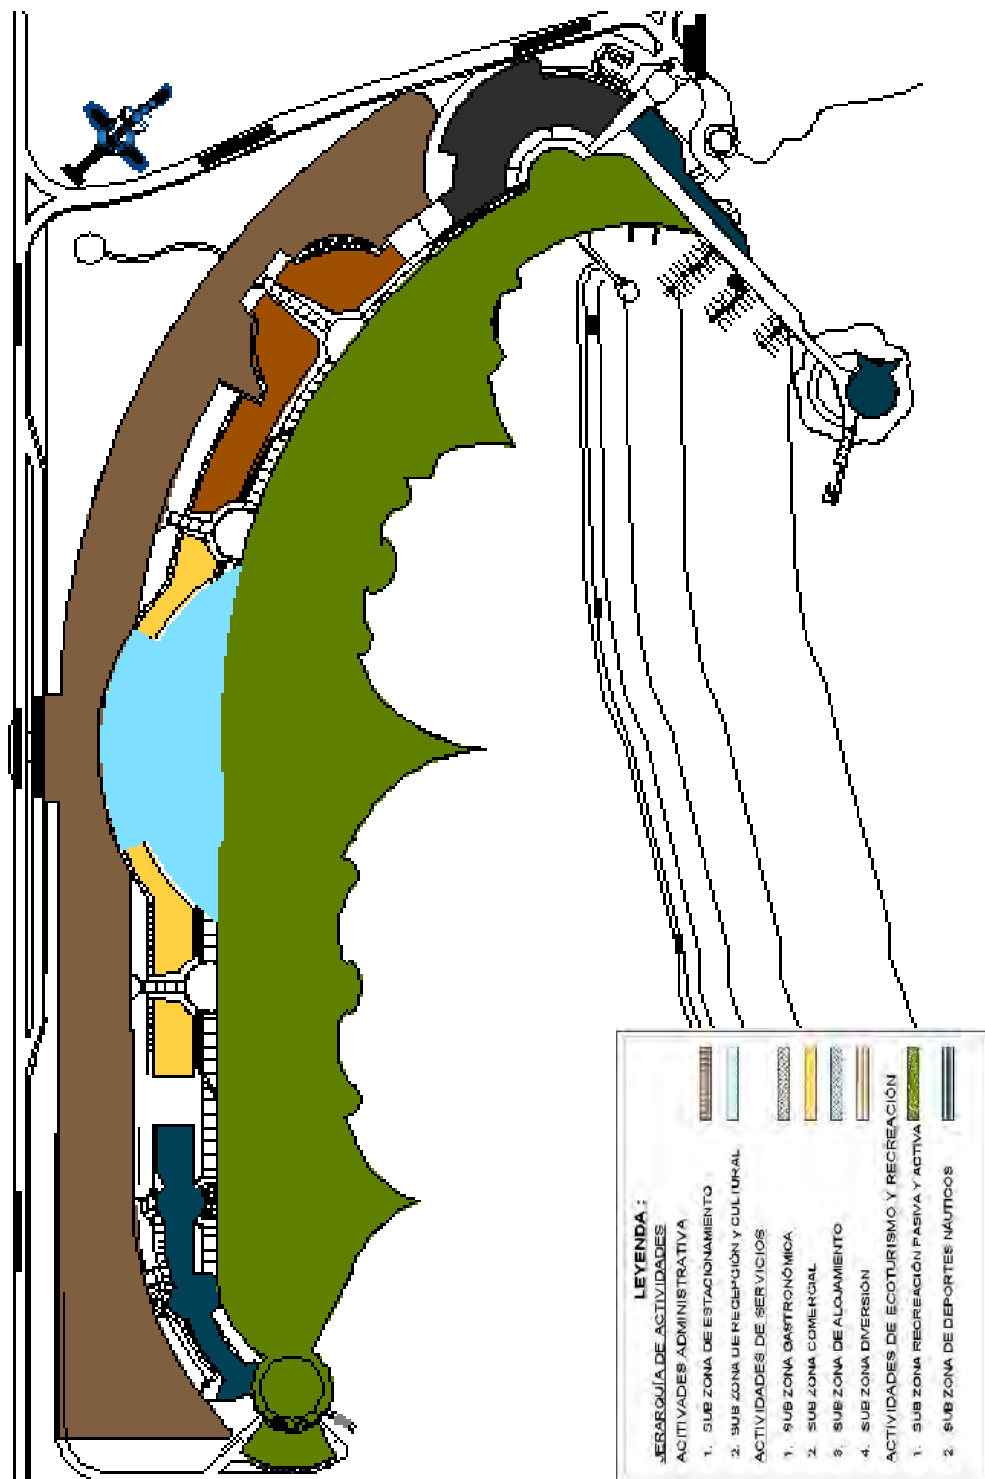 LEYENDA :
JERARQUÍA DE ACTIVIDADES
ACITIVADES ADMINISTRATIVA
1. SUB ZONA DE ESTACIONAMIENTO
2. SUB ZONA DE RECEPCIÓN y CULTURAL
ACTIVIDADES DE SERVICIOS
1. SUB ZONA GASTRONÓMICA
2. SUB ZONA COMERCIAL
3. SUB ZONA DE ALOJAMIENTO
4. SUB ZONA DIVERSIÓN
ACTIVIDADES DE ECOTURISMO Y RECREACIÓN
1. SUB ZONA RECREACIÓN PASIVA Y ACTIVA
2. SUB ZONA DE DEPORTES NÁUTICOS